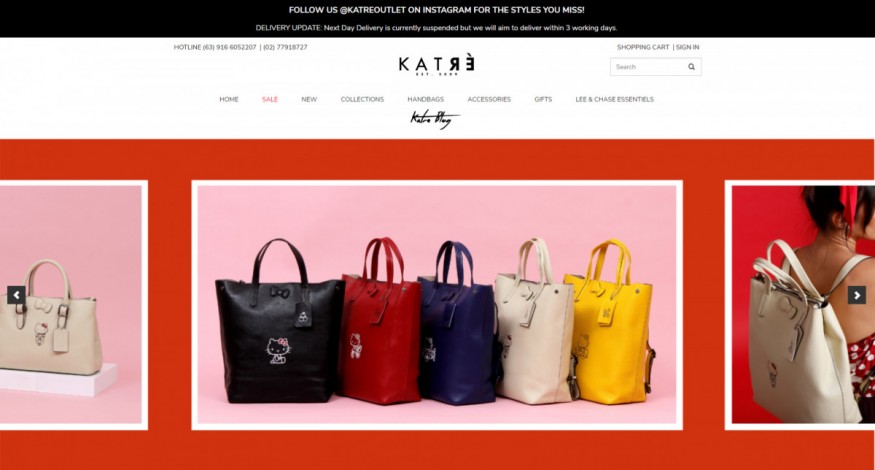 FOLLOW US @KATREOUTLET ON INSTAGRAM FOR THE STYLES YOU MISS!
DELIVERY UPDATE: Next Day Delivery is currently suspended but we will aim to deliver within 3 working days.
HOTLINE (63) 916 6052207 | (02) 77918727
SHOPPING CART | SIGN IN
KATRÈ
EST. 2009
Search
HOME SALE NEW COLLECTIONS HANDBAGS ACCESSORIES GIFTS LEE & CHASE ESSENTIELS
Katre Blog